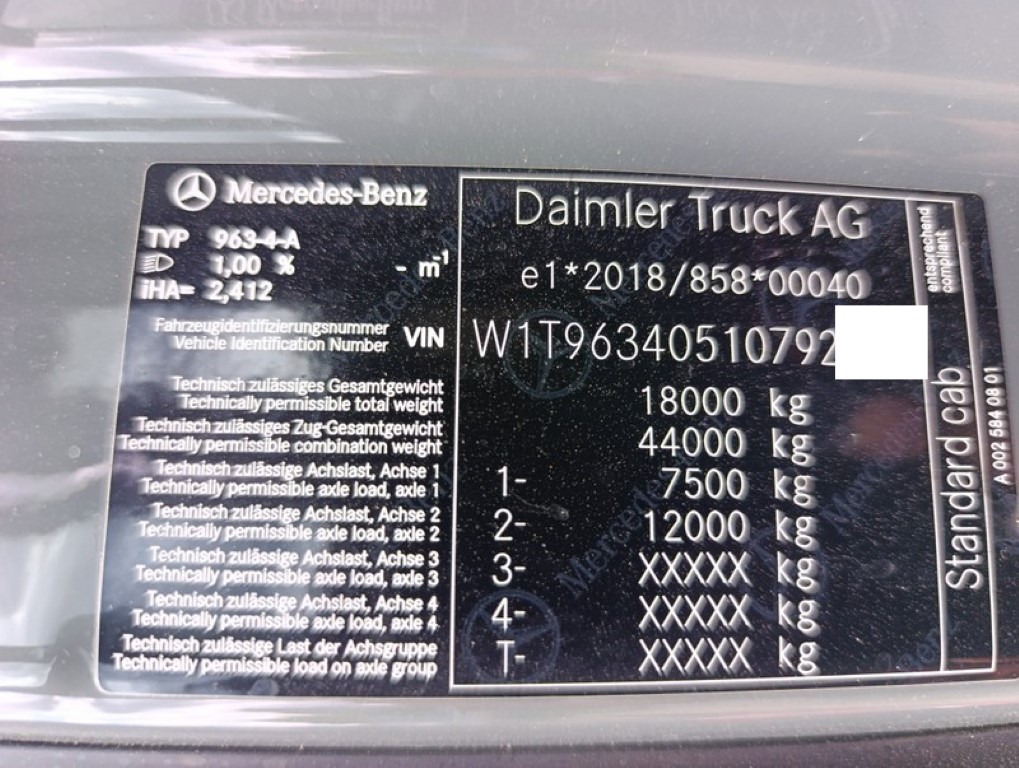 Mercedes-Benz
TYP 963-4-A
1,00 % - m⁻¹
iHA= 2,412
Daimler Truck AG
e1*2018/858*00040
Fahrzeugidentifizierungsnummer
Vehicle Identification Number
VIN W1T96340510792
Technisch zulässiges Gesamtgewicht
Technically permissible total weight
18000 kg
Technisch zulässiges Zug-Gesamtgewicht
Technically permissible combination weight
44000 kg
Technisch zulässige Achslast, Achse 1
Technically permissible axle load, axle 1
1- 7500 kg
Technisch zulässige Achslast, Achse 2
Technically permissible axle load, axle 2
2- 12000 kg
Technisch zulässige Achslast, Achse 3
Technically permissible axle load, axle 3
3- XXXXX kg
Technisch zulässige Achslast, Achse 4
Technically permissible axle load, axle 4
4- XXXXX kg
Technisch zulässige Last der Achsgruppe
Technically permissible load on axle group
T- XXXXX kg
entsprechend
compliant
Standard cab
A 002 584 08 01